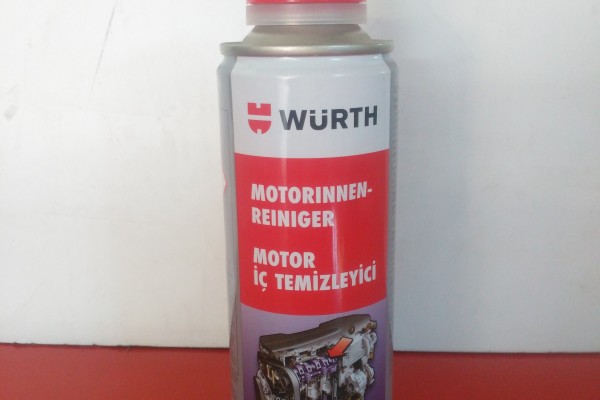 WÜRTH
MOTORINNEN-
REINIGER
MOTOR
İÇ TEMİZLEYİCİ